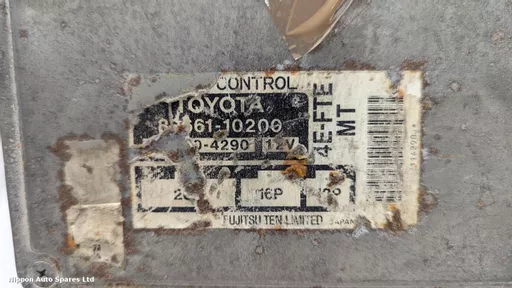 CONTROL
TOYOTA
61-10200
0-4290 12V
4E-FTE
MT
16P
FUJITSU TEN LIMITED JAPAN
Nippon Auto Spares Ltd